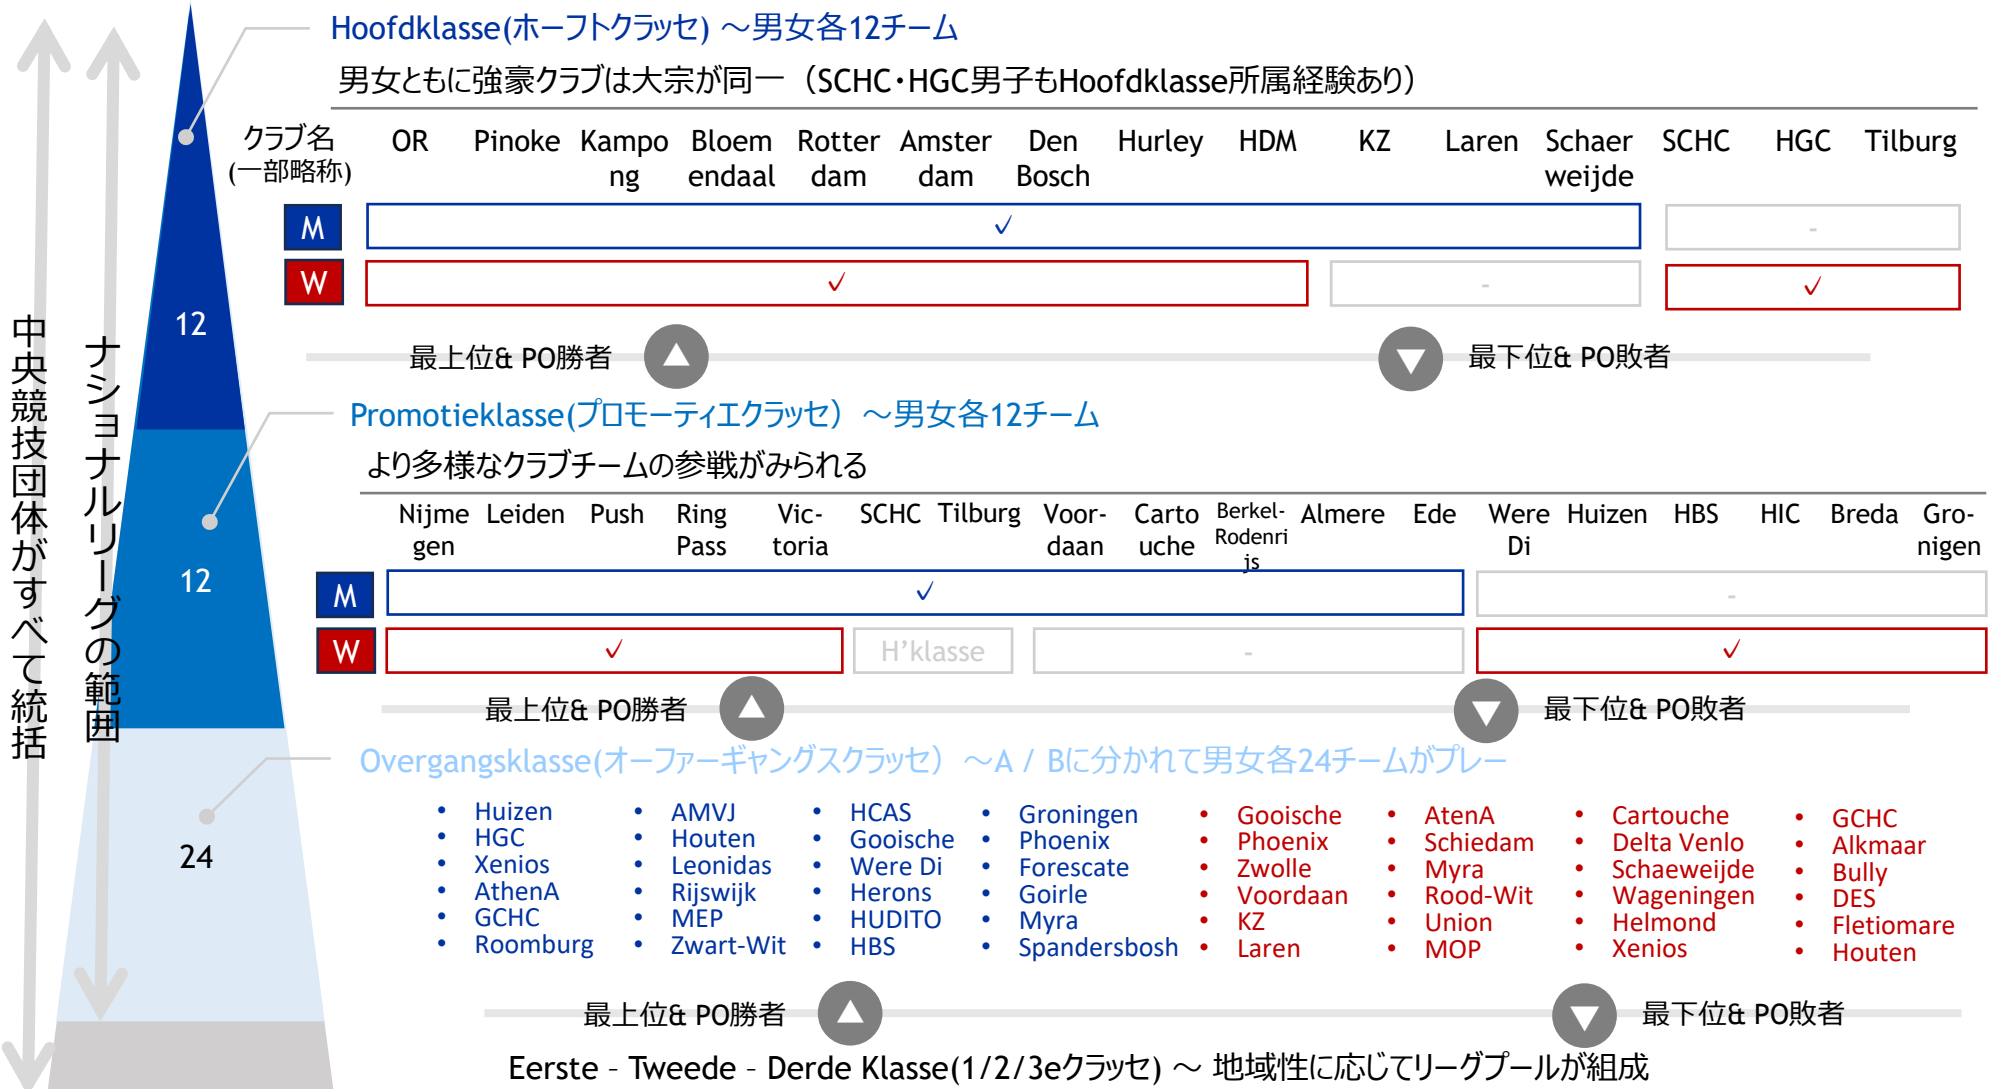 Hoofdklasse(ホーフトクラッセ) ～男女各12チーム
男女ともに強豪クラブは大宗が同一（SCHC・HGC男子もHoofdklasse所属経験あり）
クラブ名
(一部略称)
OR Pinoke Kampo Bloem Rotter Amster Den Hurley HDM KZ Laren Schaer SCHC HGC Tilburg
ng endaal dam dam Bosch weijde
M ✓ -
W ✓ - ✓
12
最上位& PO勝者 ▲ ▼ 最下位& PO敗者
中央競技団体がすべて統括
ナショナルリーグの範囲
Promotieklasse(プロモーティエクラッセ）～男女各12チーム
より多様なクラブチームの参戦がみられる
Nijme Leiden Push Ring Vic- SCHC Tilburg Voor- Carto Berkel- Almere Ede Were Huizen HBS HIC Breda Gro-
gen Pass toria daan uche Rodenri Di nigen
js
12
M ✓ -
W ✓ H'klasse - ✓
最上位& PO勝者 ▲ ▼ 最下位& PO敗者
Overgangsklasse(オーファーギャングスクラッセ）～A / Bに分かれて男女各24チームがプレー
24
• Huizen • AMVJ • HCAS • Groningen • Gooische • AtenA • Cartouche • GCHC
• HGC • Houten • Gooische • Phoenix • Phoenix • Schiedam • Delta Venlo • Alkmaar
• Xenios • Leonidas • Were Di • Forescate • Zwolle • Myra • Schaeweijde • Bully
• AthenA • Rijswijk • Herons • Goirle • Voordaan • Rood-Wit • Wageningen • DES
• GCHC • MEP • HUDITO • Myra • KZ • Union • Helmond • Fletiomare
• Roomburg • Zwart-Wit • HBS • Spandersbosh • Laren • MOP • Xenios • Houten
最上位& PO勝者 ▲ ▼ 最下位& PO敗者
Eerste - Tweede - Derde Klasse(1/2/3eクラッセ) ～ 地域性に応じてリーグプールが組成